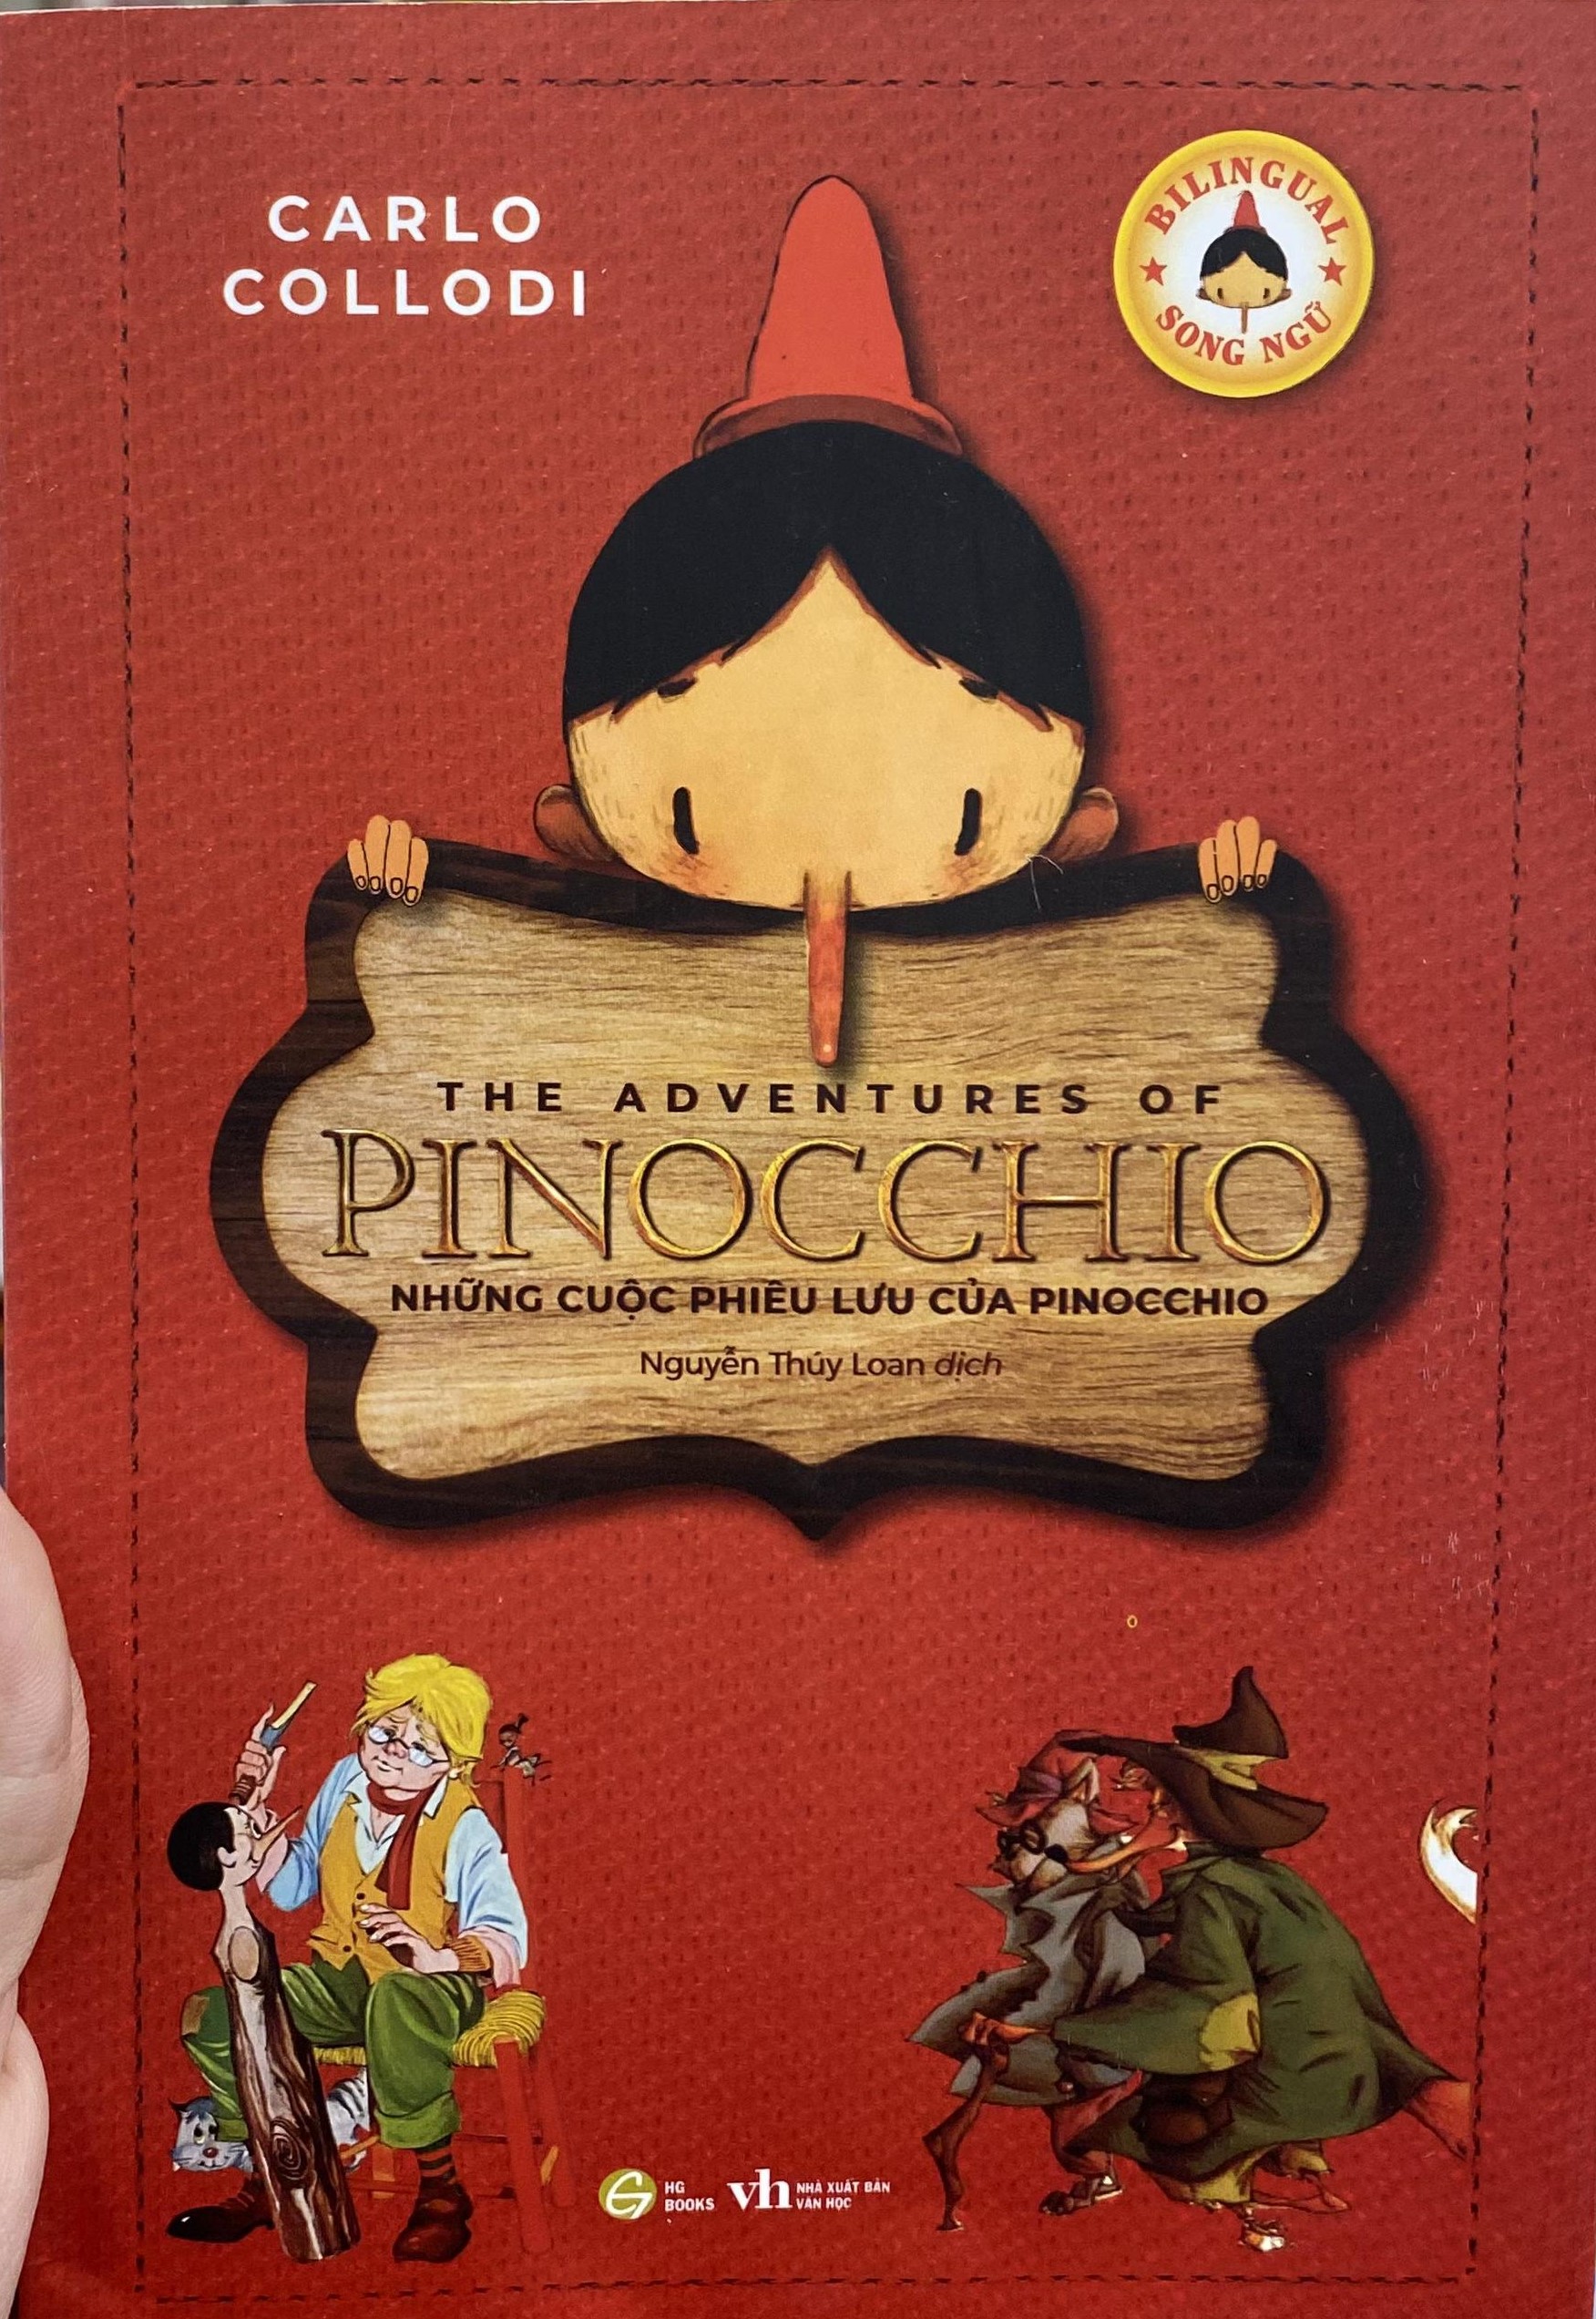 CARLO
COLLODI
BILINGUAL
SONG NGỮ
THE ADVENTURES OF
PINOCCHIO
NHỮNG CUỘC PHIÊU LƯU CỦA PINOCCHIO
Nguyễn Thúy Loan dịch
HG
BOOKS
vh
NHÀ XUẤT BẢN
VĂN HỌC